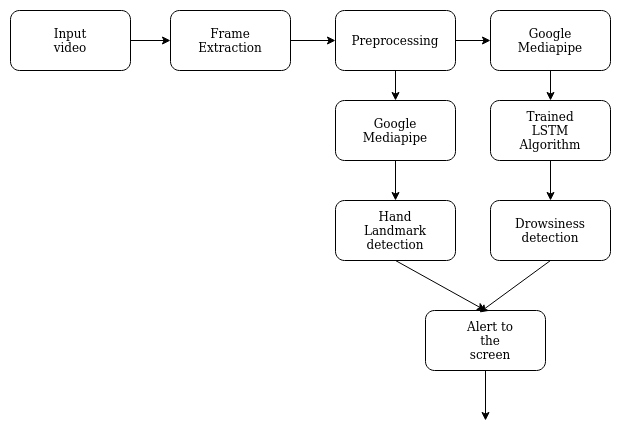 Input
video
Frame
Extraction
Preprocessing
Google
Mediapipe
Google
Mediapipe
Trained
LSTM
Algorithm
Hand
Landmark
detection
Drowsiness
detection
Alert to
the
screen